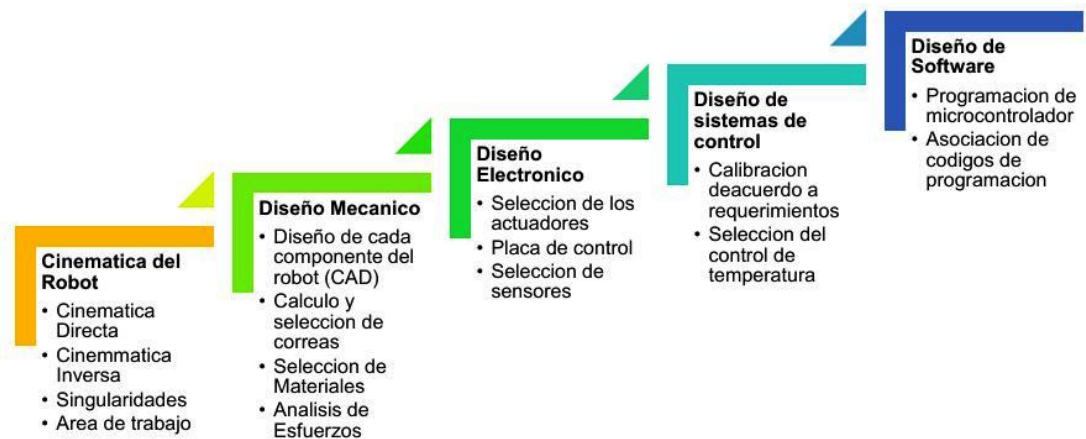 Cinematica del
Robot
• Cinematica
Directa
• Cinemmatica
Inversa
• Singularidades
• Area de trabajo
Diseño Mecanico
• Diseño de cada
componente del
robot (CAD)
• Calculo y
seleccion de
correas
• Seleccion de
Materiales
• Analisis de
Esfuerzos
Diseño
Electronico
• Seleccion de los
actuadores
• Placa de control
• Seleccion de
sensores
Diseño de
sistemas de
control
• Calibracion
deacuerdo a
requerimientos
• Seleccion del
control de
temperatura
Diseño de
Software
• Programacion de
microcontrolador
• Asociacion de
codigos de
programacion